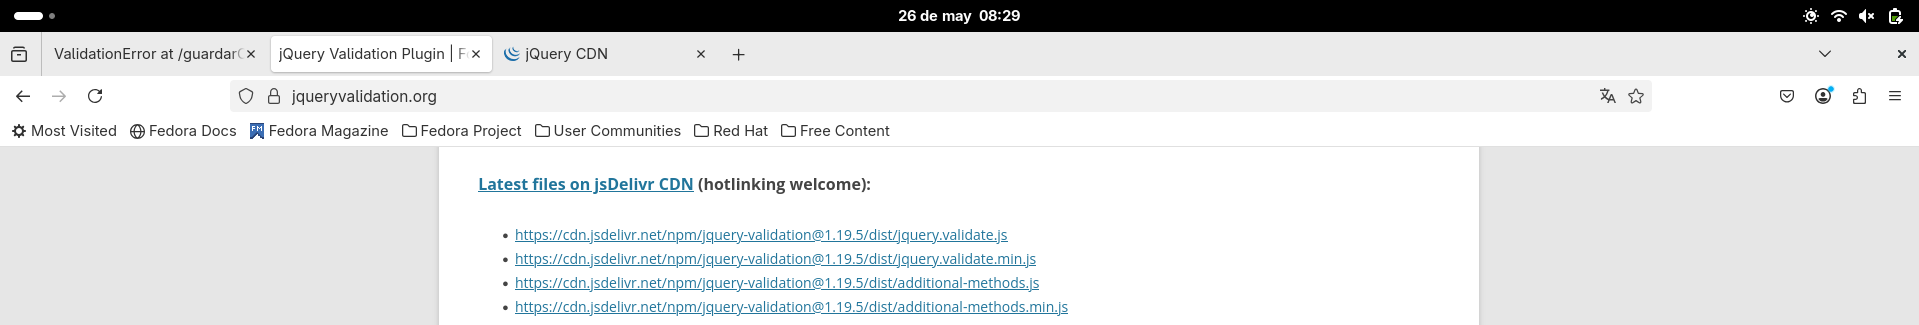 26 de may 08:29
ValidationError at /guardar
jQuery Validation Plugin | F
jQuery CDN
jqueryvalidation.org
Most Visited Fedora Docs Fedora Magazine Fedora Project User Communities Red Hat Free Content
Latest files on jsDelivr CDN (hotlinking welcome):
https://cdn.jsdelivr.net/npm/jquery-validation@1.19.5/dist/jquery.validate.js
https://cdn.jsdelivr.net/npm/jquery-validation@1.19.5/dist/jquery.validate.min.js
https://cdn.jsdelivr.net/npm/jquery-validation@1.19.5/dist/additional-methods.js
https://cdn.jsdelivr.net/npm/jquery-validation@1.19.5/dist/additional-methods.min.js